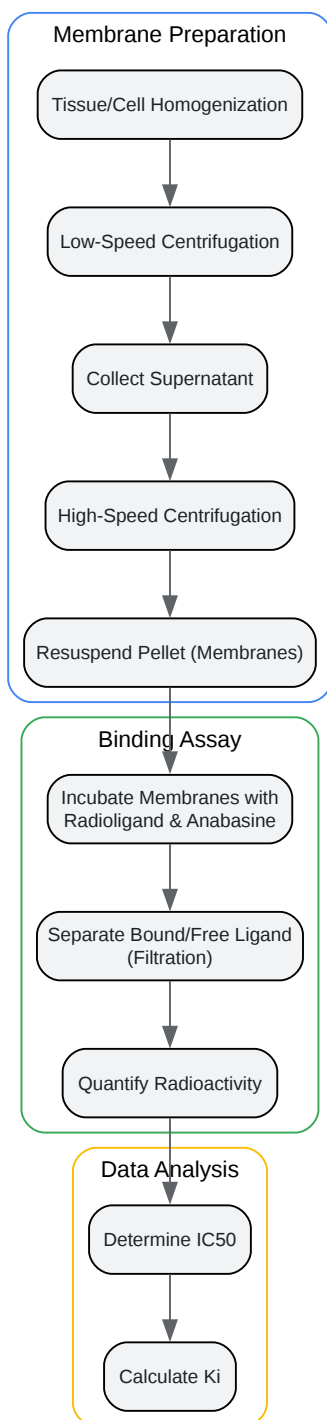 Membrane Preparation
Tissue/Cell Homogenization
Low-Speed Centrifugation
Collect Supernatant
High-Speed Centrifugation
Resuspend Pellet (Membranes)
Binding Assay
Incubate Membranes with
Radioligand & Anabasine
Separate Bound/Free Ligand
(Filtration)
Quantify Radioactivity
Data Analysis
Determine IC50
Calculate Ki